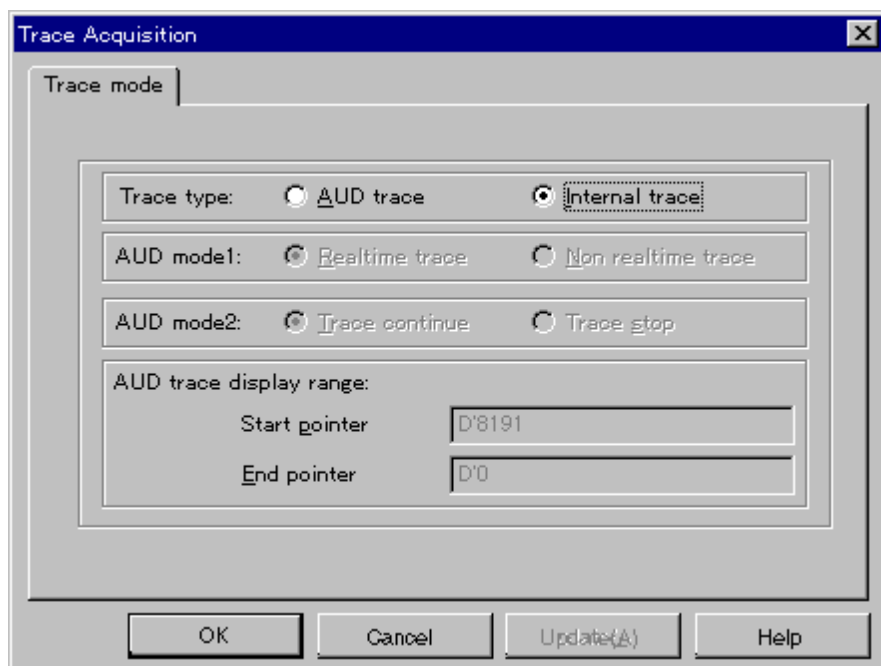 Trace Acquisition
Trace mode
Trace type: AUD trace Internal trace
AUD mode1: Realtime trace Non realtime trace
AUD mode2: Trace continue Trace stop
AUD trace display range:
Start pointer D'8191
End pointer D'0
OK Cancel Update(A) Help